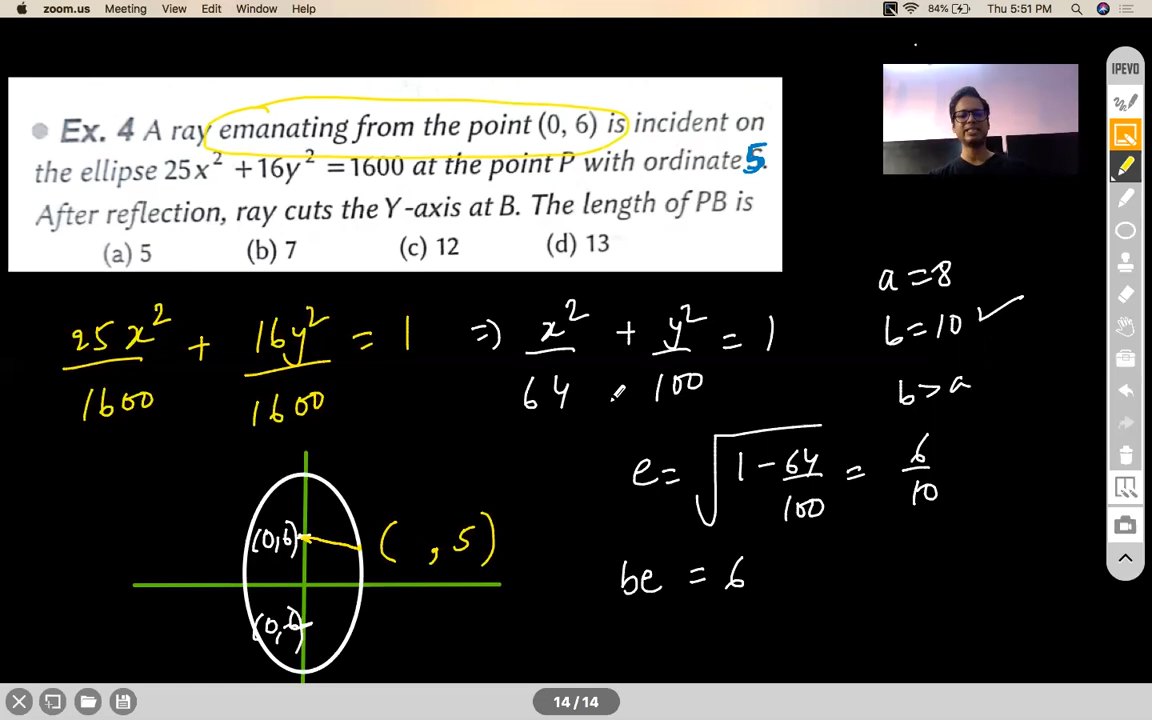 zoom.us Meeting View Edit Window Help
84% Thu 5:51 PM
IPEVO
Ex. 4 A ray emanating from the point (0, 6) is incident on
the ellipse 25x² + 16y² = 1600 at the point P with ordinate 5.
After reflection, ray cuts the Y-axis at B. The length of PB is
(a) 5 (b) 7 (c) 12 (d) 13
25x²/1600 + 16y²/1600 = 1 ⇒ x²/64 + y²/100 = 1
a = 8
b = 10 ✓
b > a
e = √(1 - 64/100) = 6/10
be = 6
(0,6) ( , 5)
(0,-6)
14 / 14